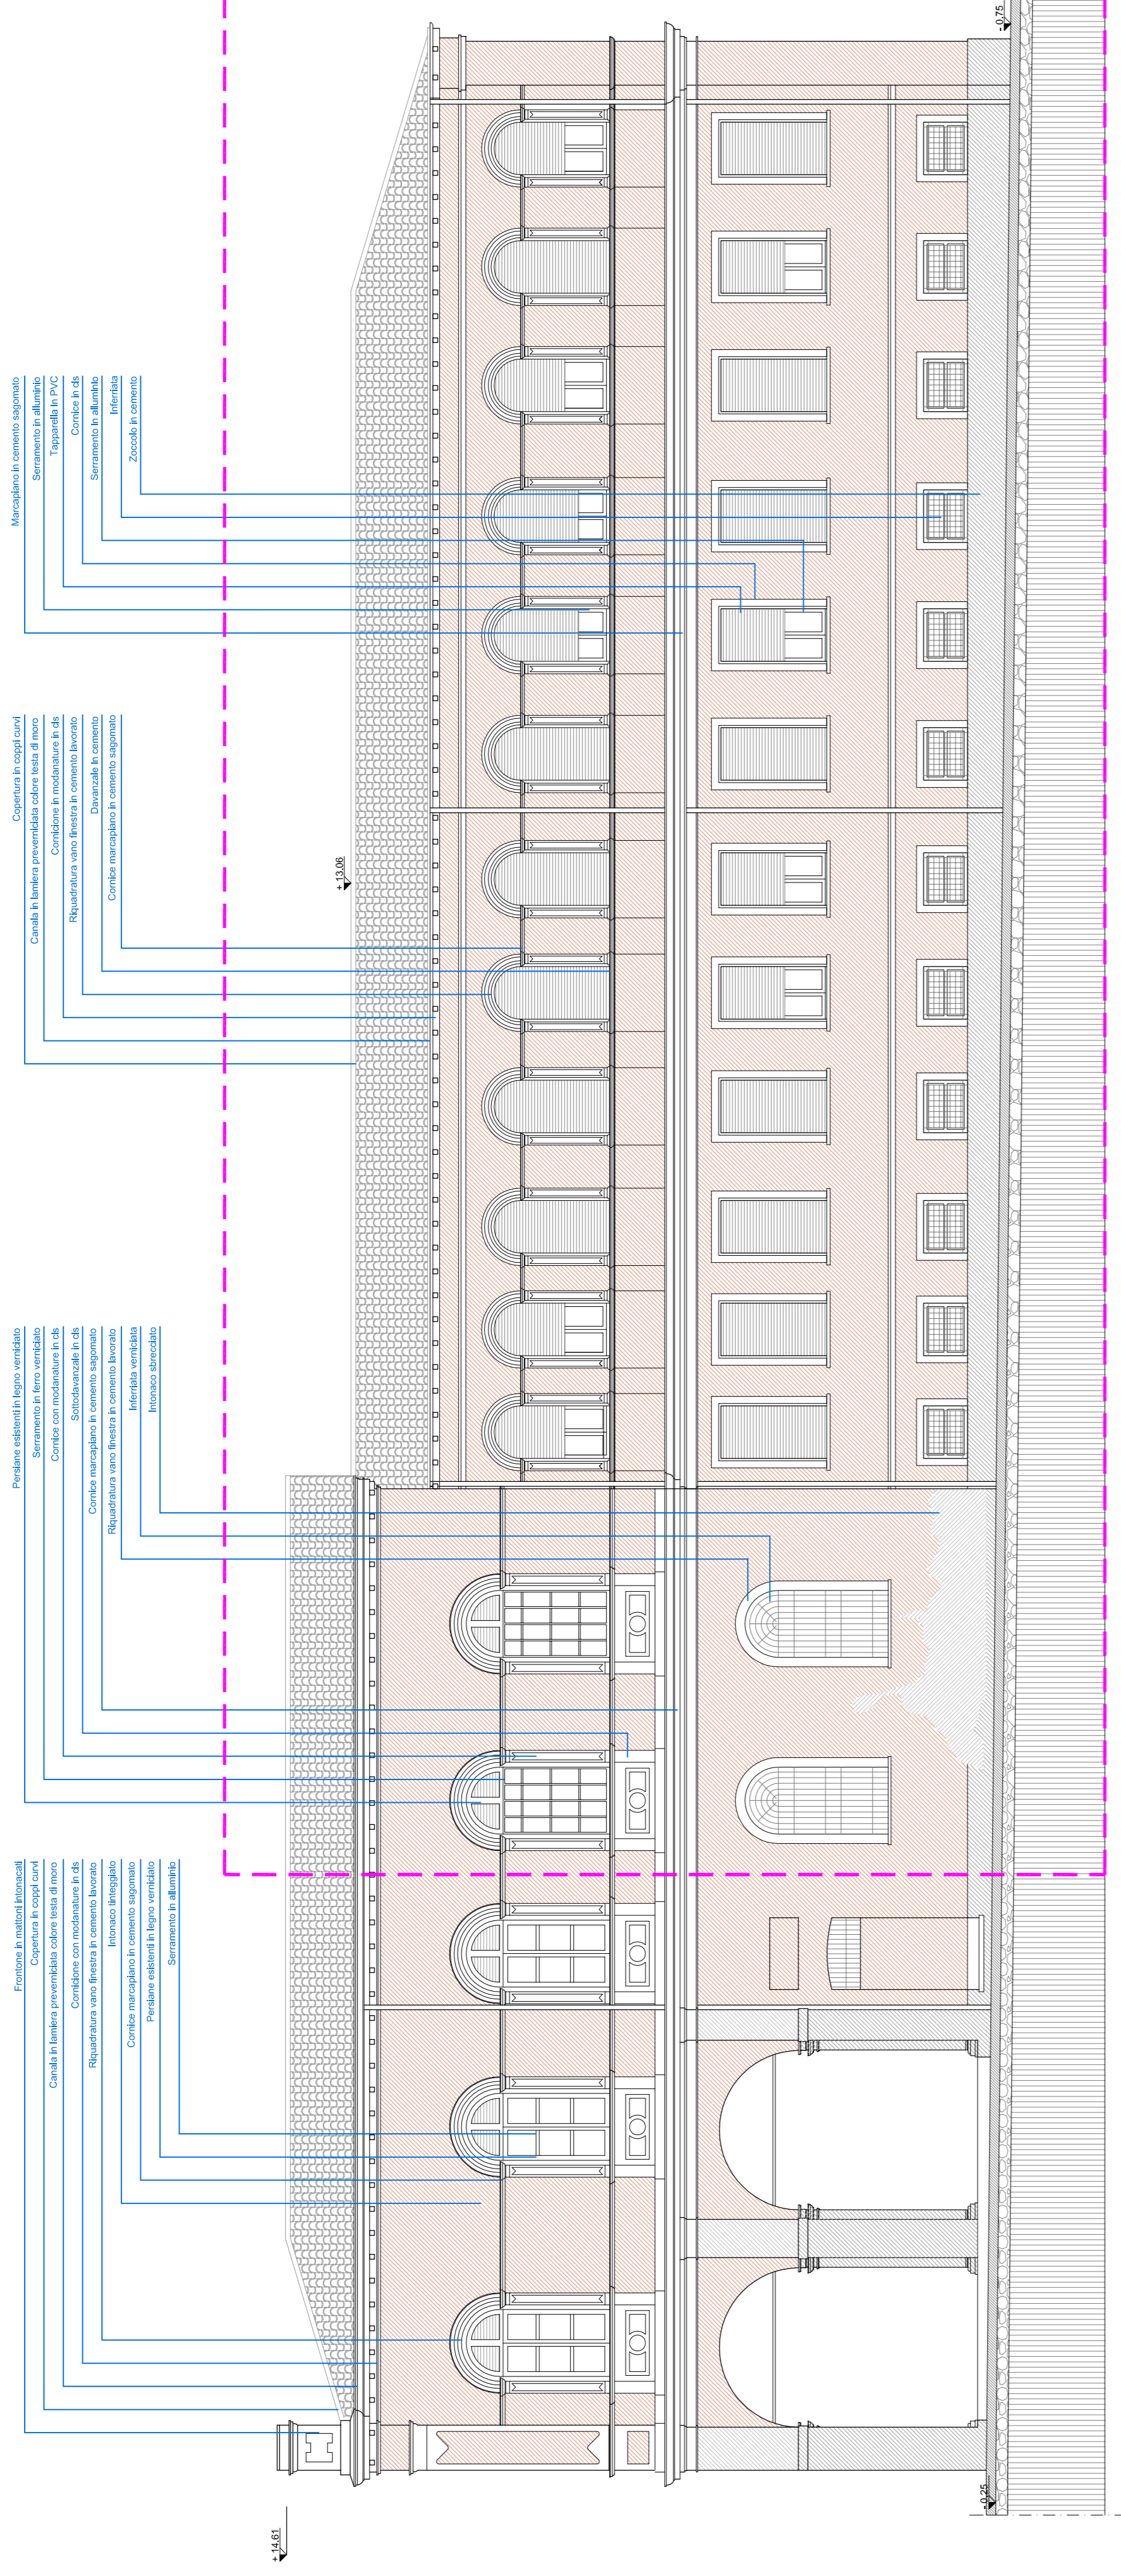 Frontone in mattoni intonacati
Copertura in coppi curvi
Canala in lamiera preverniciata colore testa di moro
Cornicione con modanature in cls
Riquadratura vano finestra in cemento lavorato
Intonaco tinteggiato
Cornice marcapiano in cemento sagomato
Persiane esistenti in legno verniciato
Serramento in alluminio
Persiane esistenti in legno verniciato
Serramento in ferro verniciato
Cornice con modanature in cls
Sottodavanzale in cls
Cornice marcapiano in cemento sagomato
Riquadratura vano finestra in cemento lavorato
Inferriata verniciata
Intonaco sbrecciato
Copertura in coppi curvi
Canala in lamiera preverniciata colore testa di moro
Cornicione in modanature in cls
Riquadratura vano finestra in cemento lavorato
Davanzale in cemento
Cornice marcapiano in cemento sagomato
Marcapiano in cemento sagomato
Serramento in alluminio
Tapparella in PVC
Cornice in cls
Serramento in alluminio
Inferriata
Zoccolo in cemento
+ 14.61
+ 13.06
- 0.25
- 0.75